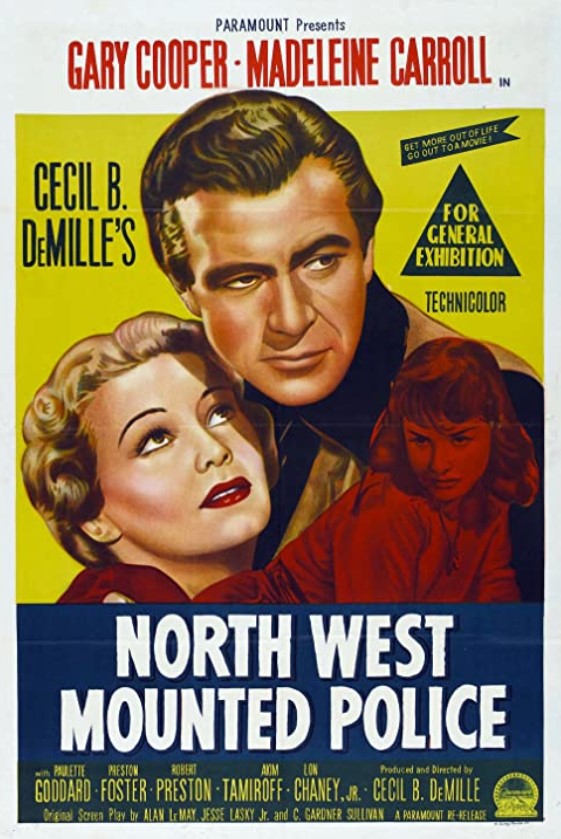 PARAMOUNT Presents
GARY COOPER · MADELEINE CARROLL IN
CECIL B.
DeMILLE'S
GET MORE OUT OF LIFE
GO OUT TO A MOVIE!
FOR
GENERAL
EXHIBITION
TECHNICOLOR
NORTH WEST
MOUNTED POLICE
with PAULETTE GODDARD · PRESTON FOSTER · ROBERT PRESTON · AKIM TAMIROFF · LON CHANEY, JR. · Produced and Directed by CECIL B. DeMILLE
Original Screen Play by ALAN LeMAY, JESSE LASKY Jr. and C. GARDNER SULLIVAN A PARAMOUNT RE-RELEASE
Paramount